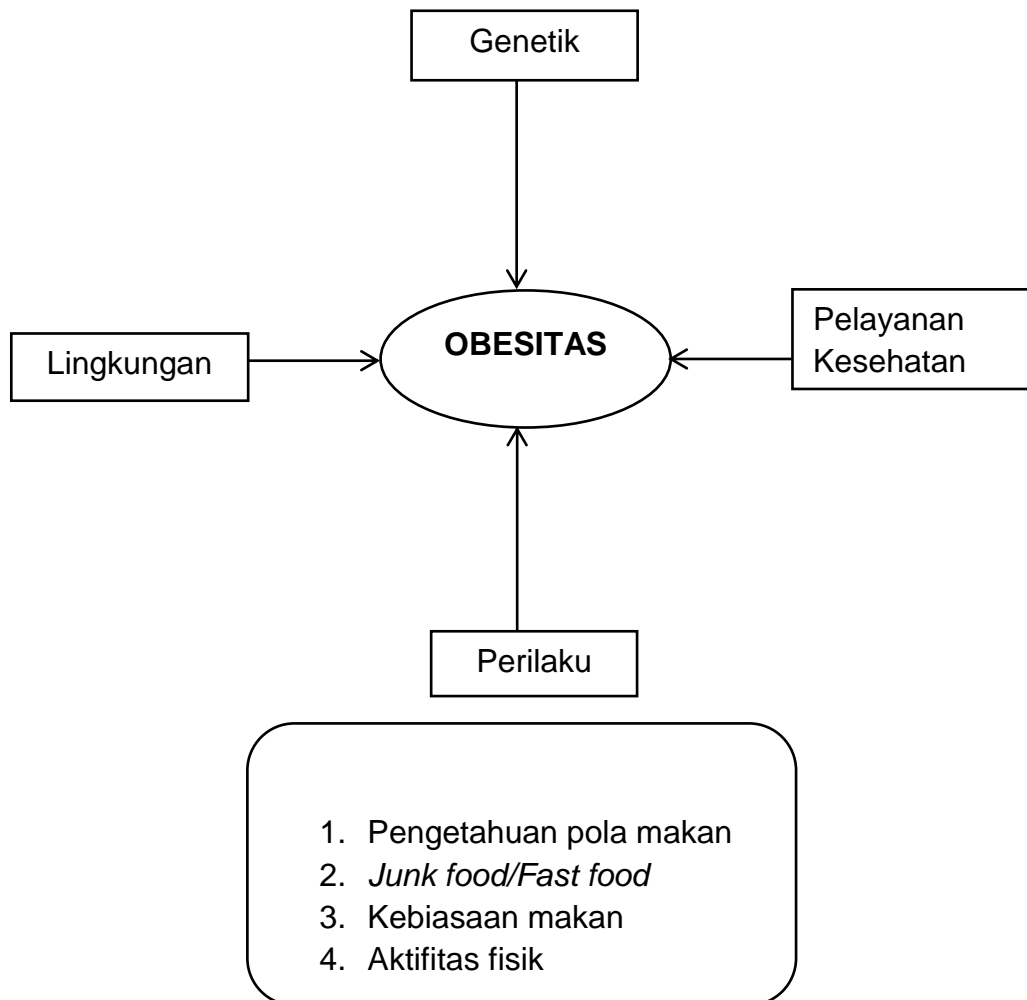 Genetik
OBESITAS
Pelayanan
Kesehatan
Lingkungan
Perilaku
1. Pengetahuan pola makan
2. Junk food/Fast food
3. Kebiasaan makan
4. Aktifitas fisik